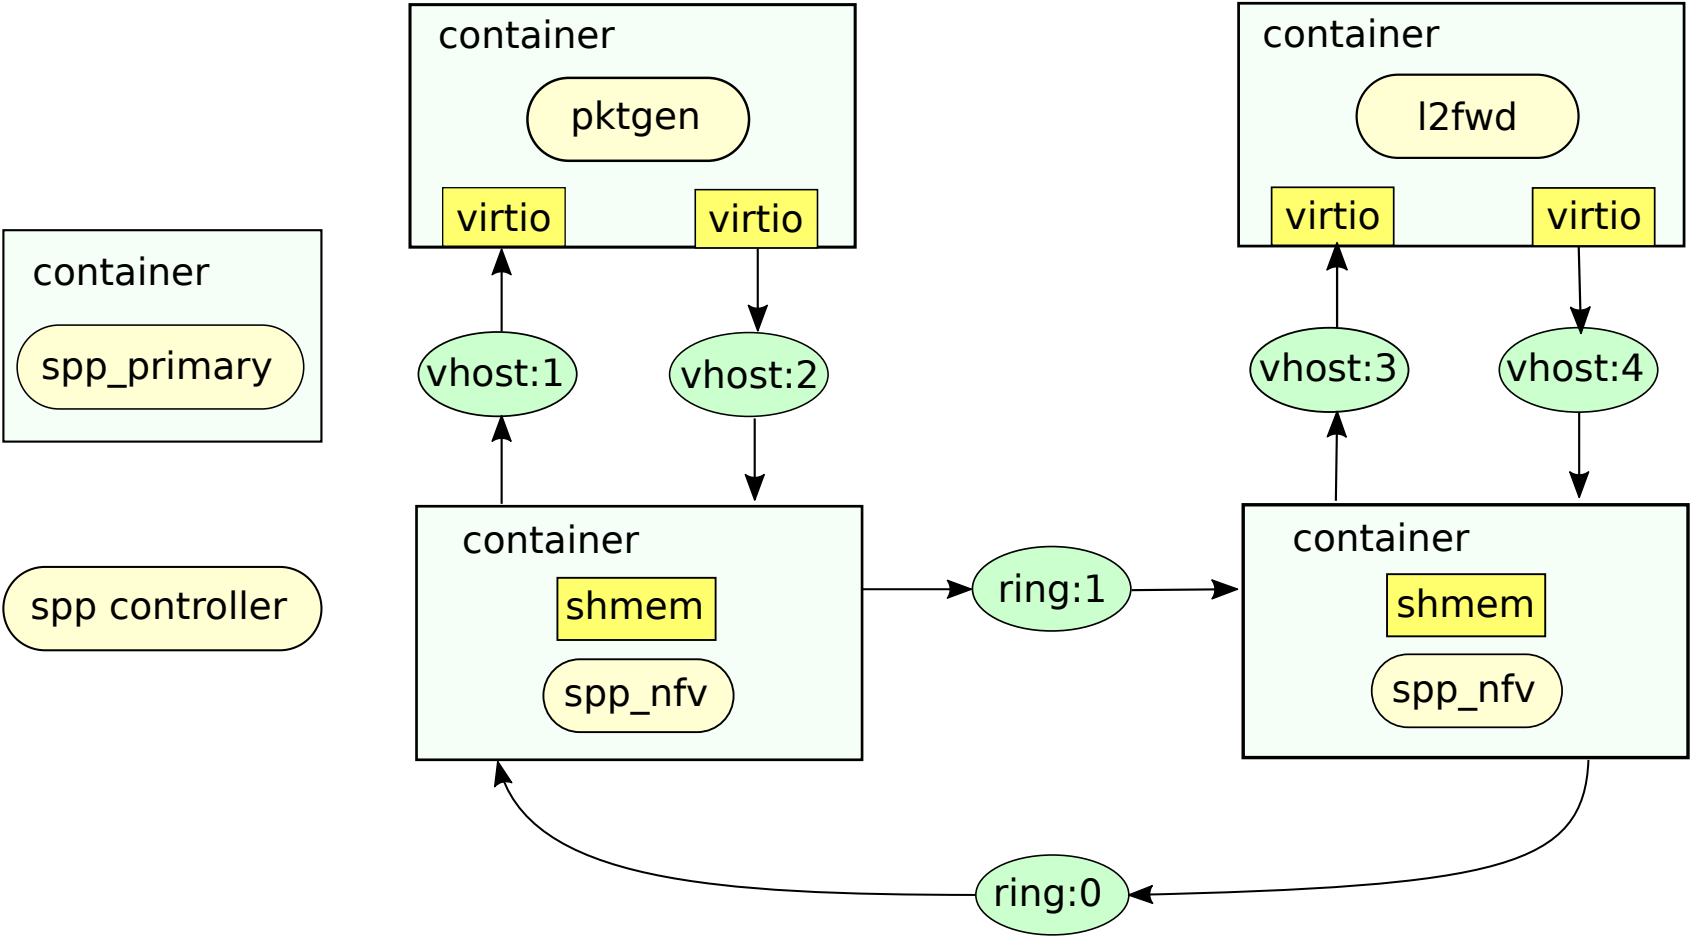 container
pktgen
virtio
virtio
container
l2fwd
virtio
virtio
container
spp_primary
vhost:1
vhost:2
vhost:3
vhost:4
spp controller
container
shmem
spp_nfv
ring:1
container
shmem
spp_nfv
ring:0